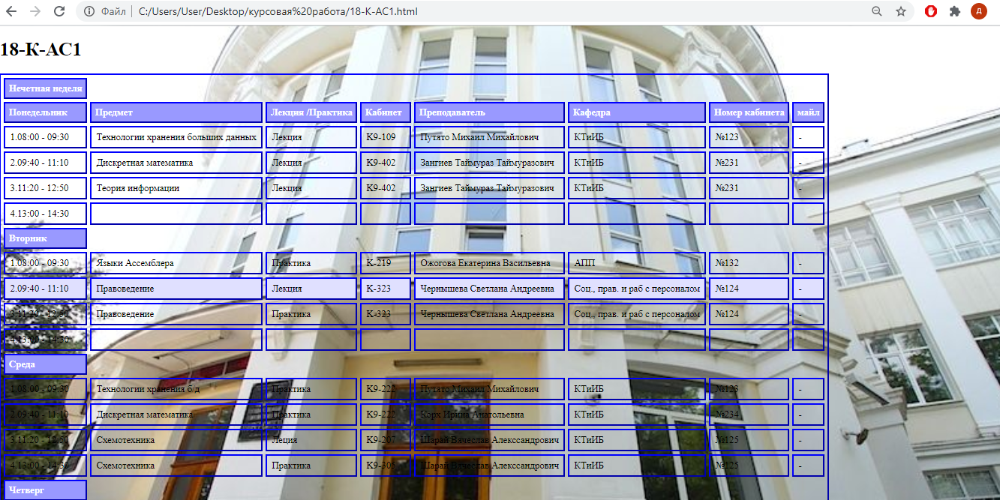 Файл C:/Users/User/Desktop/курсовая%20работа/18-К-АС1.html
Д
18-К-АС1
Нечетная неделя
Понедельник Предмет Лекция /Практика Кабинет Преподаватель Кафедра Номер кабинета майл
1.08:00 - 09:30 Технологии хранения больших данных Лекция К9-109 Путято Михаил Михайлович КТиИБ №123 -
2.09:40 - 11:10 Дискретная математика Лекция К9-402 Зангиев Таймураз Таймуразович КТиИБ №231 -
3.11:20 - 12:50 Теория информации Лекция К9-402 Зангиев Таймураз Таймуразович КТиИБ №231 -
4.13:00 - 14:30
Вторник
1.08:00 - 09:30 Языки Ассемблера Практика К-219 Ожогова Екатерина Васильевна АПП №132 -
2.09:40 - 11:10 Правоведение Лекция К-323 Чернышева Светлана Андреевна Соц., прав. и раб с персоналом №124 -
3.11:20 - 12:50 Правоведение Практика К-323 Чернышева Светлана Андреевна Соц., прав. и раб с персоналом №124 -
4.13:00 - 14:30
Среда
1.08:00 - 09:30 Технологии хранения б/д Практика К9-222 Путято Михаил Михайлович КТиИБ №123 -
2.09:40 - 11:10 Дискретная математика Практика К9-222 Корх Ирина Анатольевна КТиИБ №234 -
3.11:20 - 12:50 Схемотехника Леция К9-207 Шарай Вячеслав Александрович КТиИБ №125 -
4.13:00 - 14:30 Схемотехника Практика К9-305 Шарай Вячеслав Александрович КТиИБ №125 -
Четверг